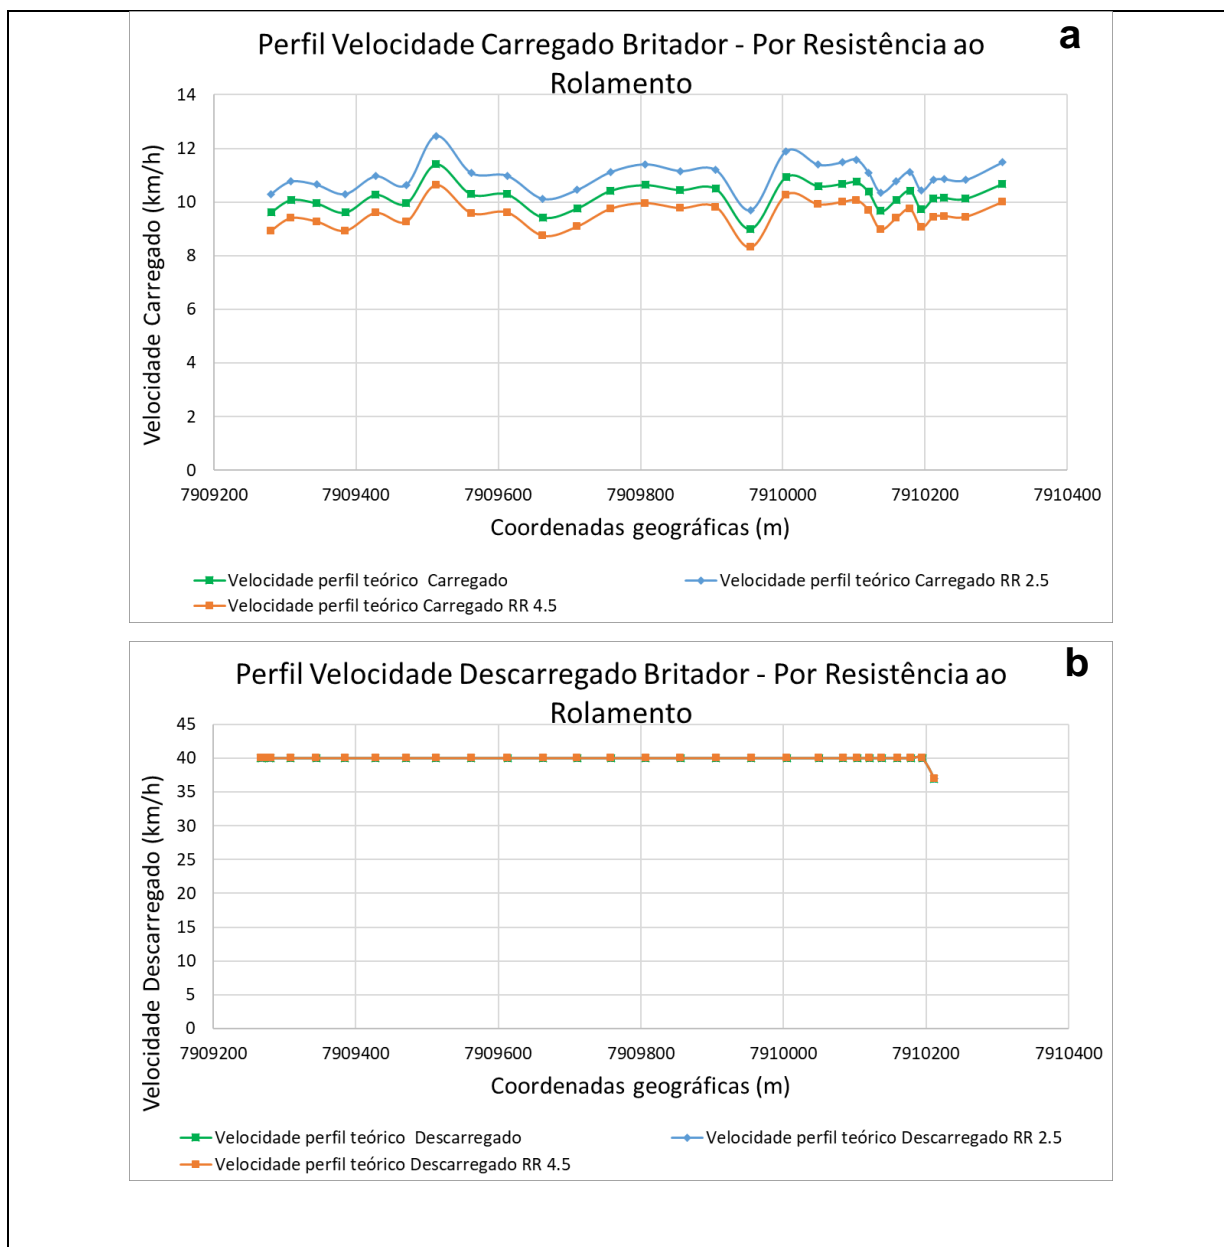 Perfil Velocidade Carregado Britador - Por Resistência ao
Rolamento
a
14
12
10
8
6
4
2
0
Velocidade Carregado (km/h)
7909200 7909400 7909600 7909800 7910000 7910200 7910400
Coordenadas geográficas (m)
Velocidade perfil teórico  Carregado
Velocidade perfil teórico Carregado RR 2.5
Velocidade perfil teórico Carregado RR 4.5
Perfil Velocidade Descarregado Britador - Por Resistência ao
Rolamento
b
45
40
35
30
25
20
15
10
5
0
Velocidade Descarregado (km/h)
7909200 7909400 7909600 7909800 7910000 7910200 7910400
Coordenadas geográficas (m)
Velocidade perfil teórico  Descarregado
Velocidade perfil teórico Descarregado RR 2.5
Velocidade perfil teórico Descarregado RR 4.5